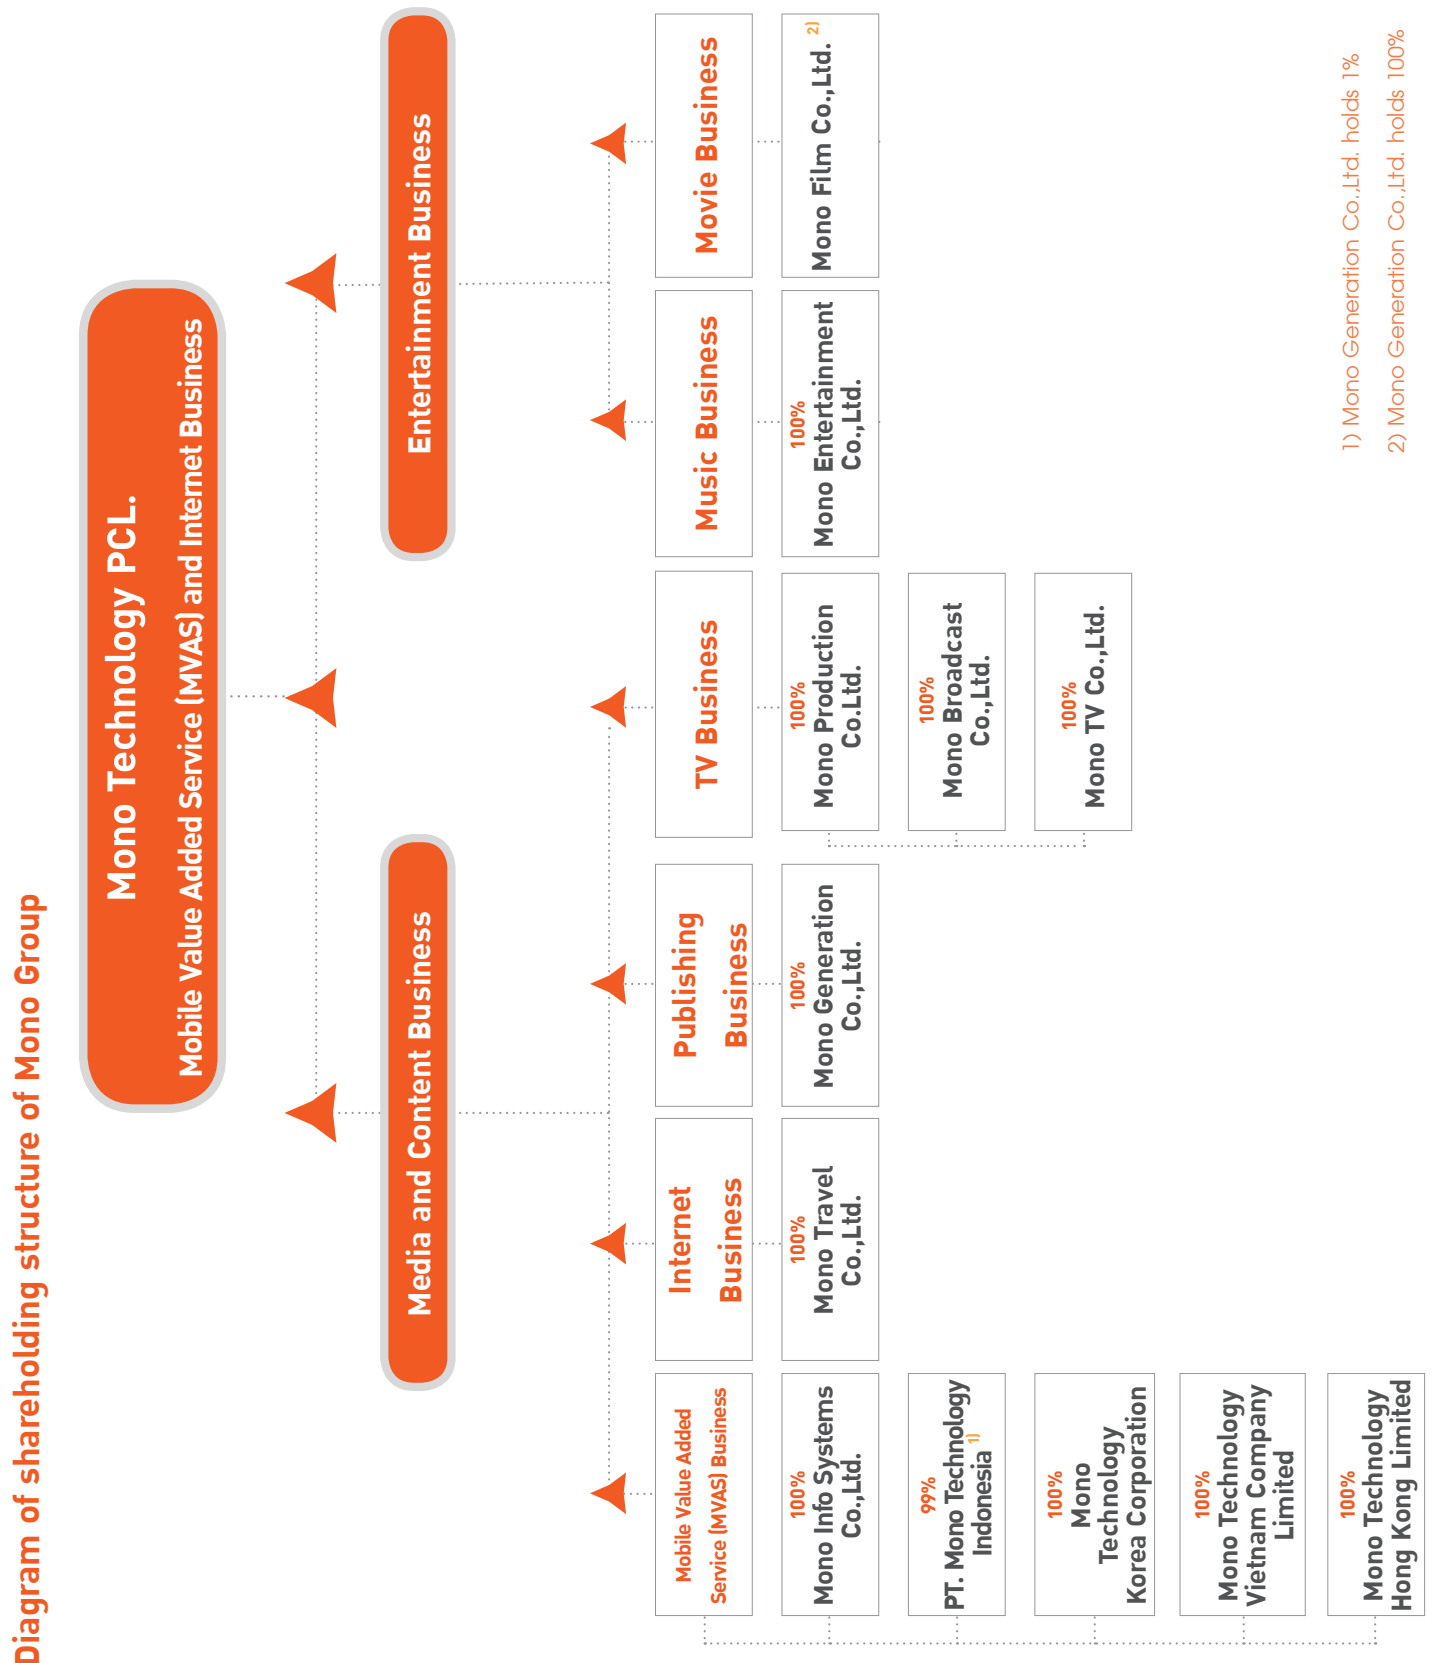 Diagram of shareholding structure of Mono Group
Mono Technology PCL.
Mobile Value Added Service (MVAS) and Internet Business
Media and Content Business
Entertainment Business
Mobile Value Added
Service (MVAS) Business
Internet
Business
Publishing
Business
TV Business
Music Business
Movie Business
100%
Mono Info Systems
Co.,Ltd.
100%
Mono Travel
Co.,Ltd.
100%
Mono Generation
Co.,Ltd.
100%
Mono Production
Co.Ltd.
100%
Mono Entertainment
Co.,Ltd.
Mono Film Co.,Ltd. 2)
99%
PT. Mono Technology
Indonesia 1)
100%
Mono Broadcast
Co.,Ltd.
100%
Mono
Technology
Korea Corporation
100%
Mono TV Co.,Ltd.
100%
Mono Technology
Vietnam Company
Limited
100%
Mono Technology
Hong Kong Limited
1) Mono Generation Co.,Ltd. holds 1%
2) Mono Generation Co.,Ltd. holds 100%